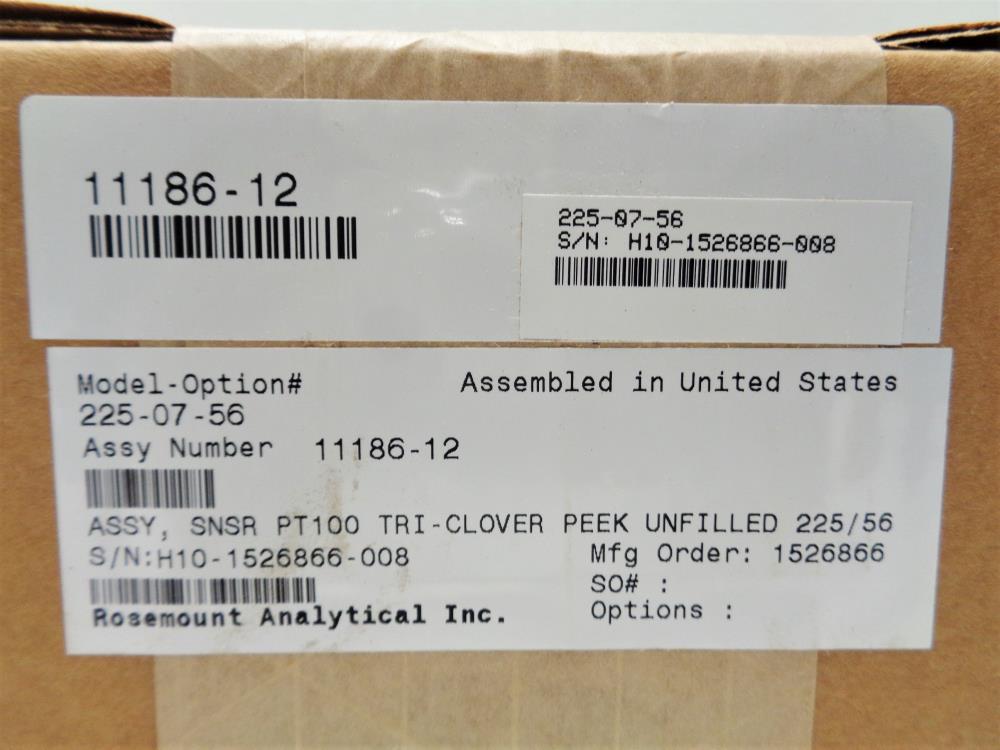 11186-12
225-07-56
S/N: H10-1526866-008
Model-Option# Assembled in United States
225-07-56
Assy Number 11186-12
ASSY, SNSR PT100 TRI-CLOVER PEEK UNFILLED 225/56
S/N:H10-1526866-008 Mfg Order: 1526866
SO# :
Rosemount Analytical Inc. Options :